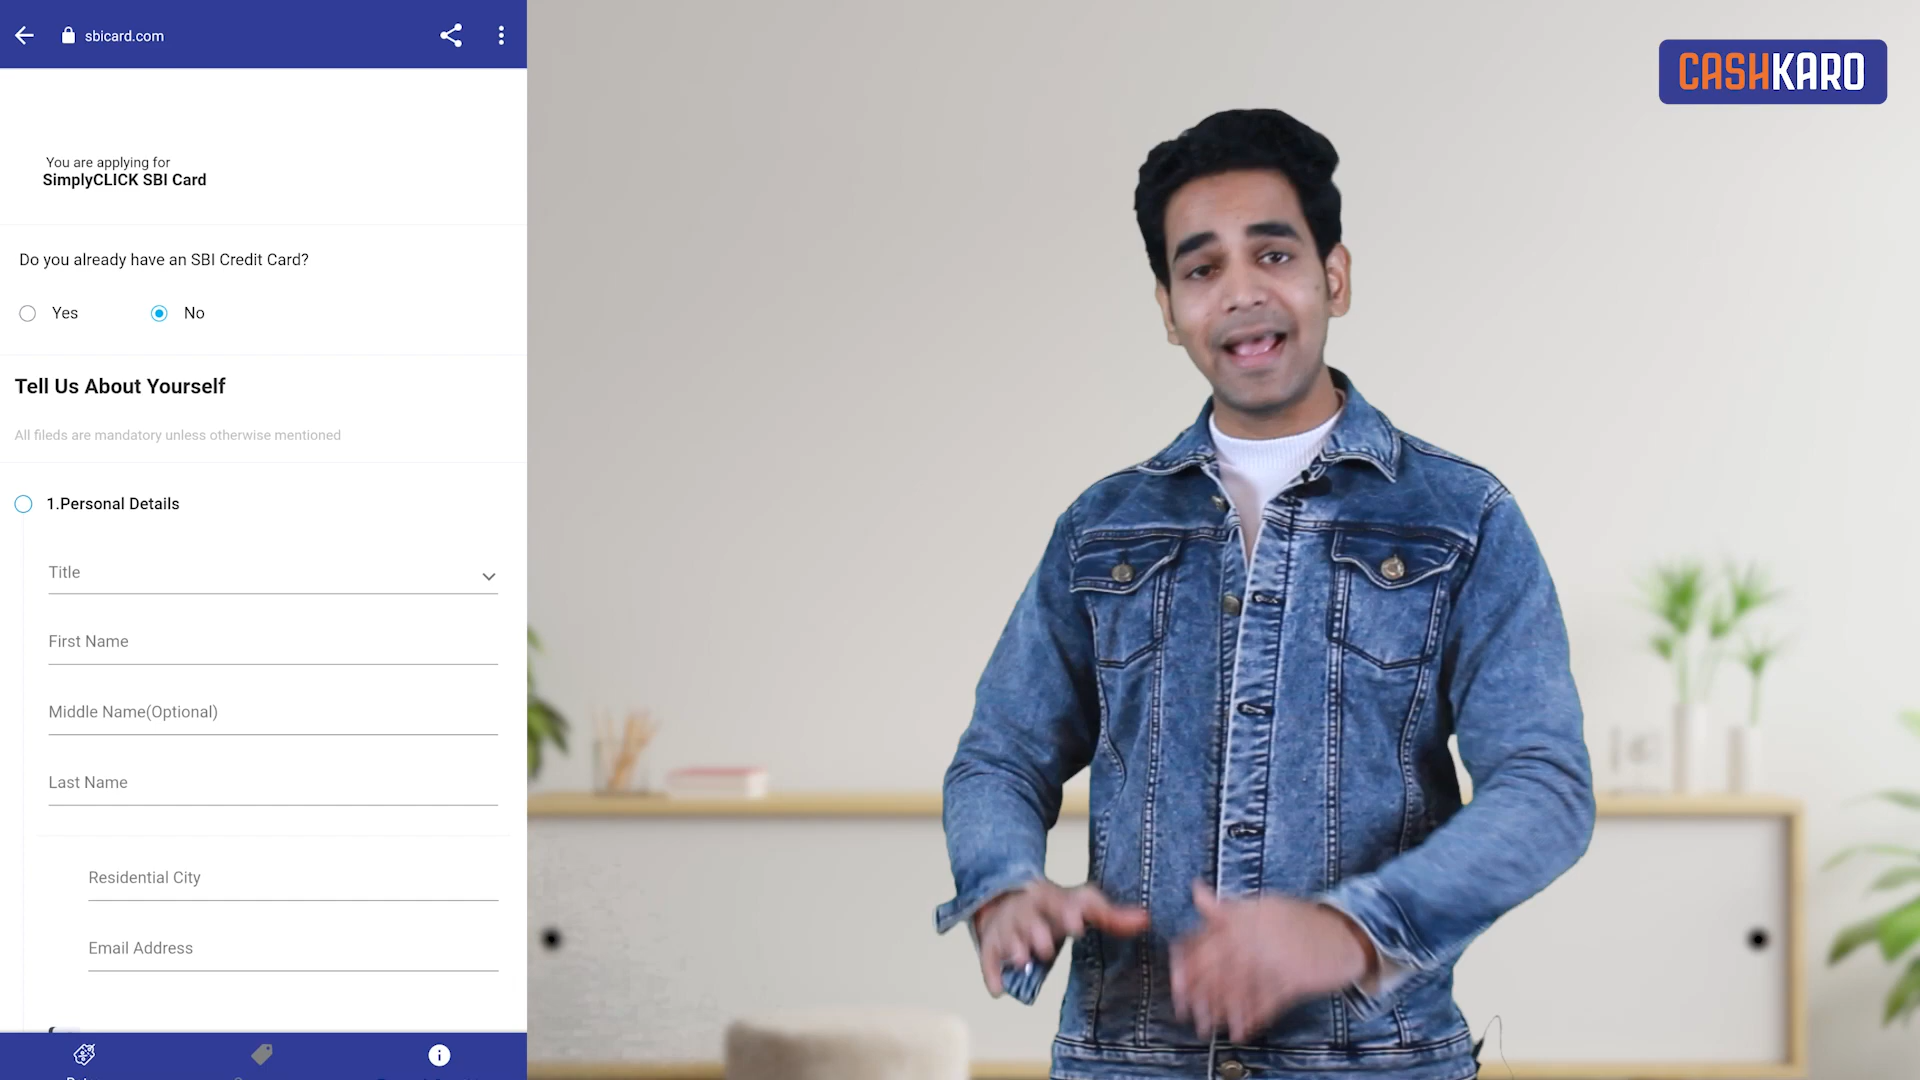 sbicard.com
CASHKARO
You are applying for
SimplyCLICK SBI Card
Do you already have an SBI Credit Card?
Yes
No
Tell Us About Yourself
All fileds are mandatory unless otherwise mentioned
1.Personal Details
Title
First Name
Middle Name(Optional)
Last Name
Residential City
Email Address